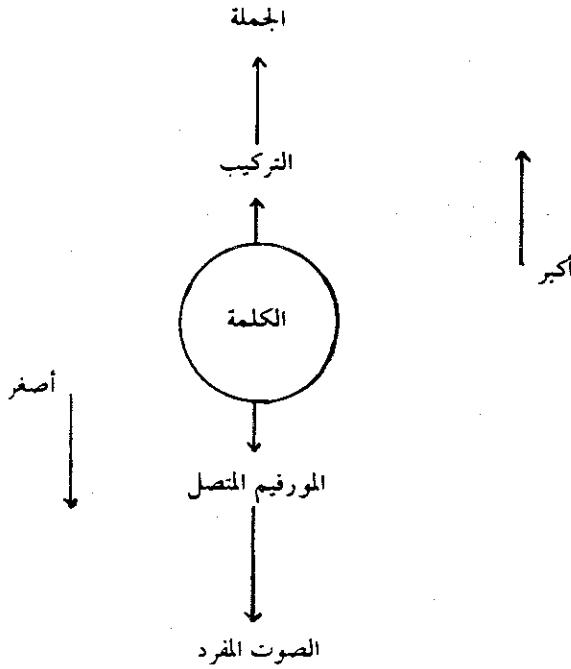 الجملة
التركيب
أكبر
الكلمة
أصغر
المورفيم المتصل
الصوت المفرد